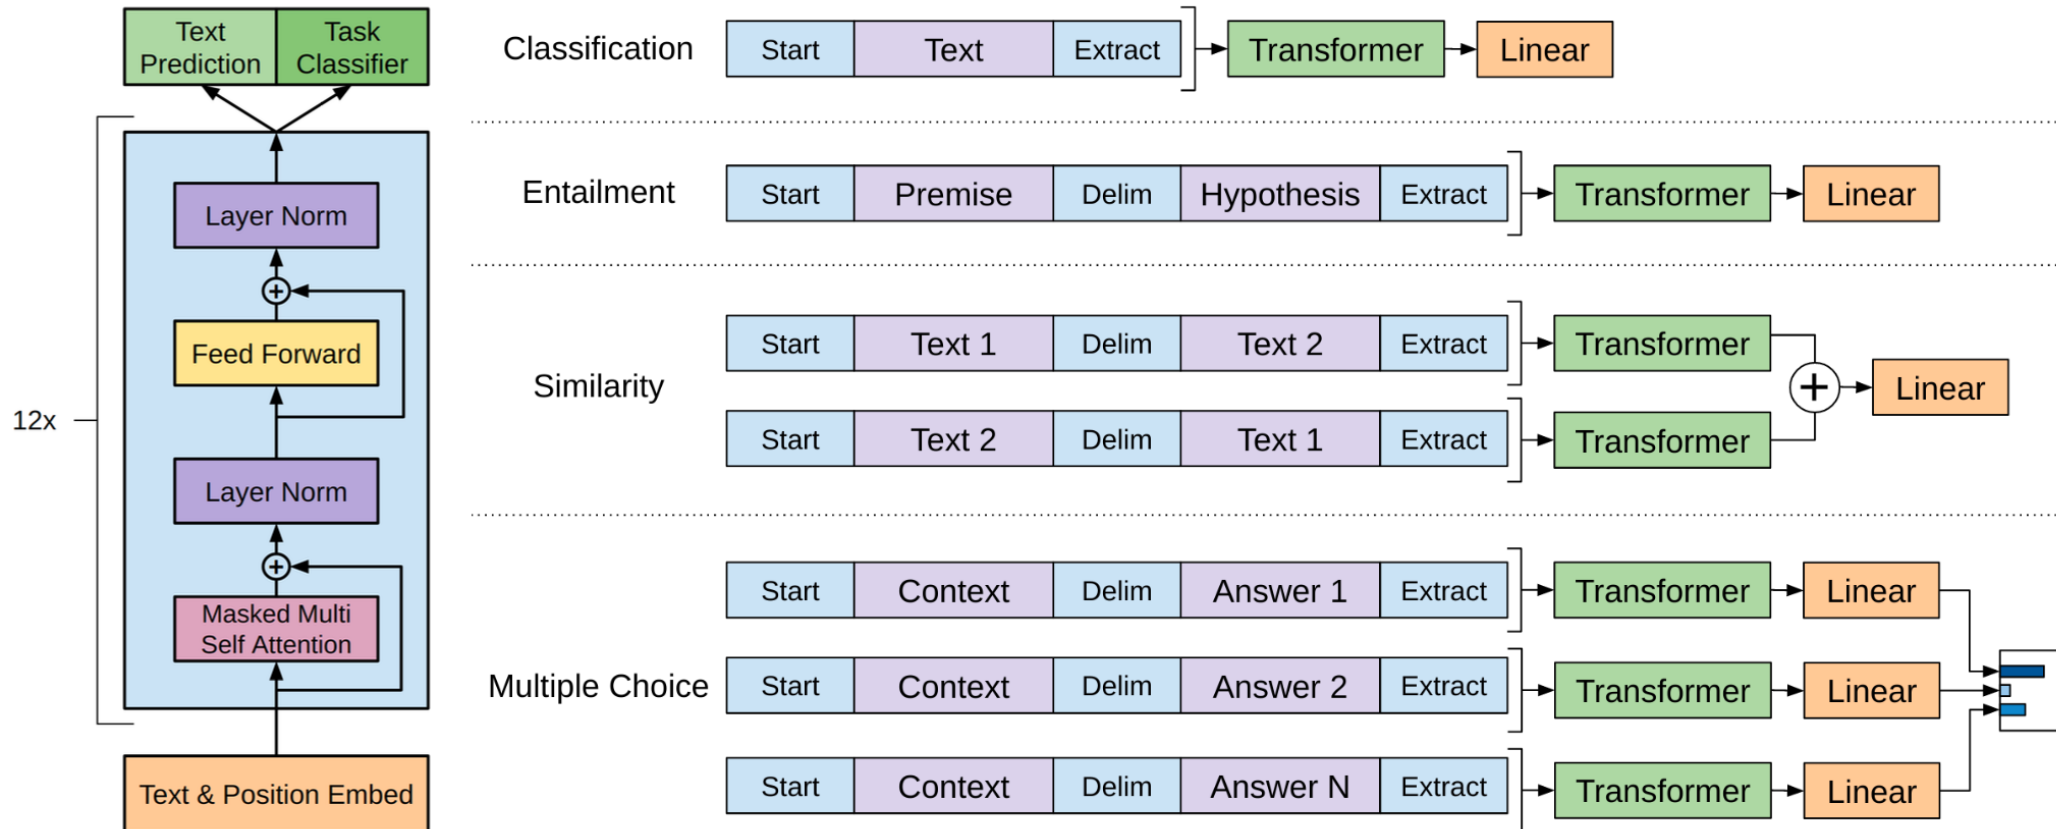 Text
Prediction
Task
Classifier
12x
Layer Norm
+
Feed Forward
Layer Norm
+
Masked Multi
Self Attention
Text & Position Embed
Classification
Start Text Extract Transformer Linear
Entailment
Start Premise Delim Hypothesis Extract Transformer Linear
Similarity
Start Text 1 Delim Text 2 Extract Transformer
+ Linear
Start Text 2 Delim Text 1 Extract Transformer
Multiple Choice
Start Context Delim Answer 1 Extract Transformer Linear
Start Context Delim Answer 2 Extract Transformer Linear
Start Context Delim Answer N Extract Transformer Linear